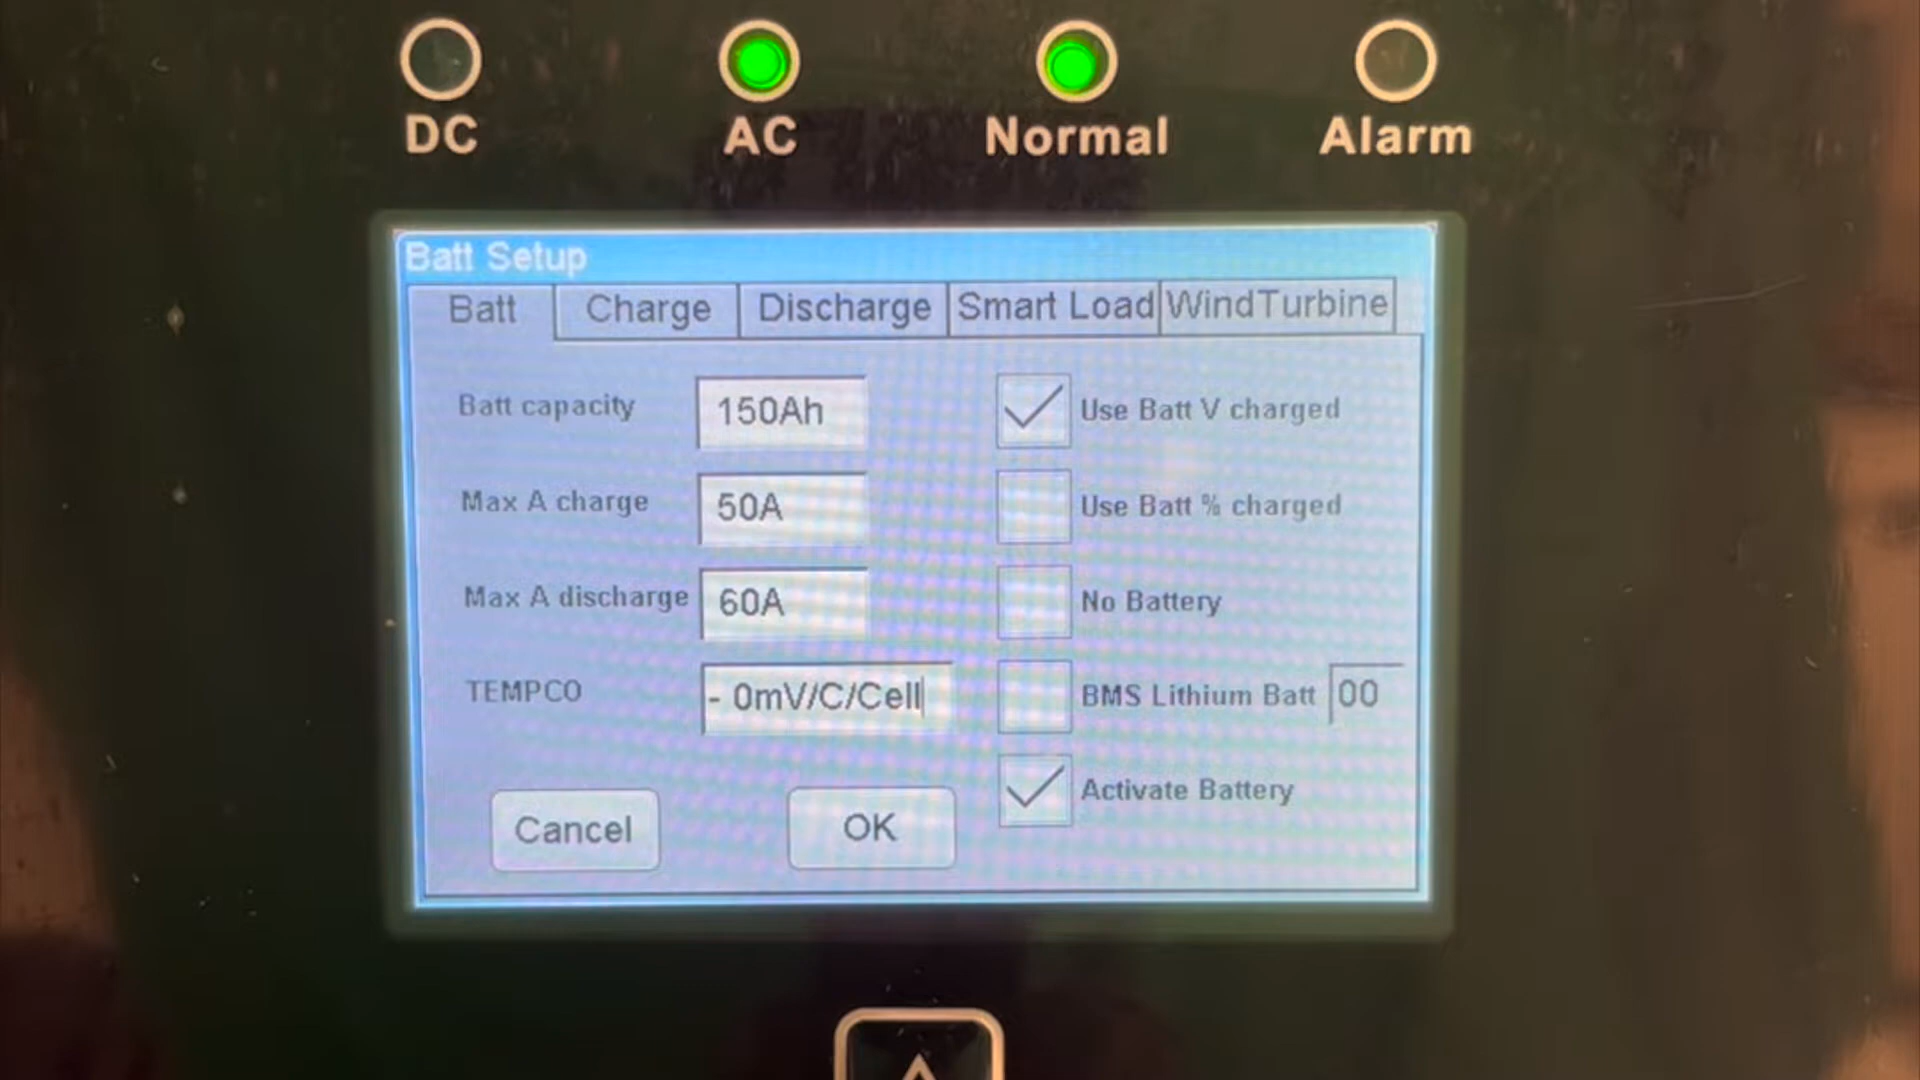 DC AC Normal Alarm
Batt Setup
Batt Charge Discharge Smart Load WindTurbine
Batt capacity 150Ah Use Batt V charged
Max A charge 50A Use Batt % charged
Max A discharge 60A No Battery
TEMPCO - 0mV/C/Cell BMS Lithium Batt 00
Activate Battery
Cancel OK